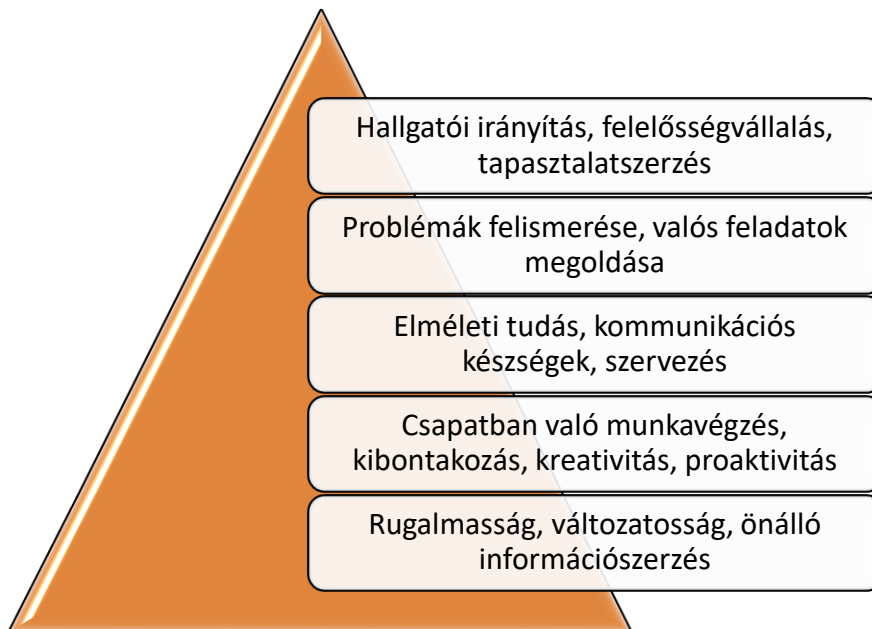 Hallgatói irányítás, felelősségvállalás,
tapasztalatszerzés
Problémák felismerése, valós feladatok
megoldása
Elméleti tudás, kommunikációs
készségek, szervezés
Csapatban való munkavégzés,
kibontakozás, kreativitás, proaktivitás
Rugalmasság, változatosság, önálló
információszerzés